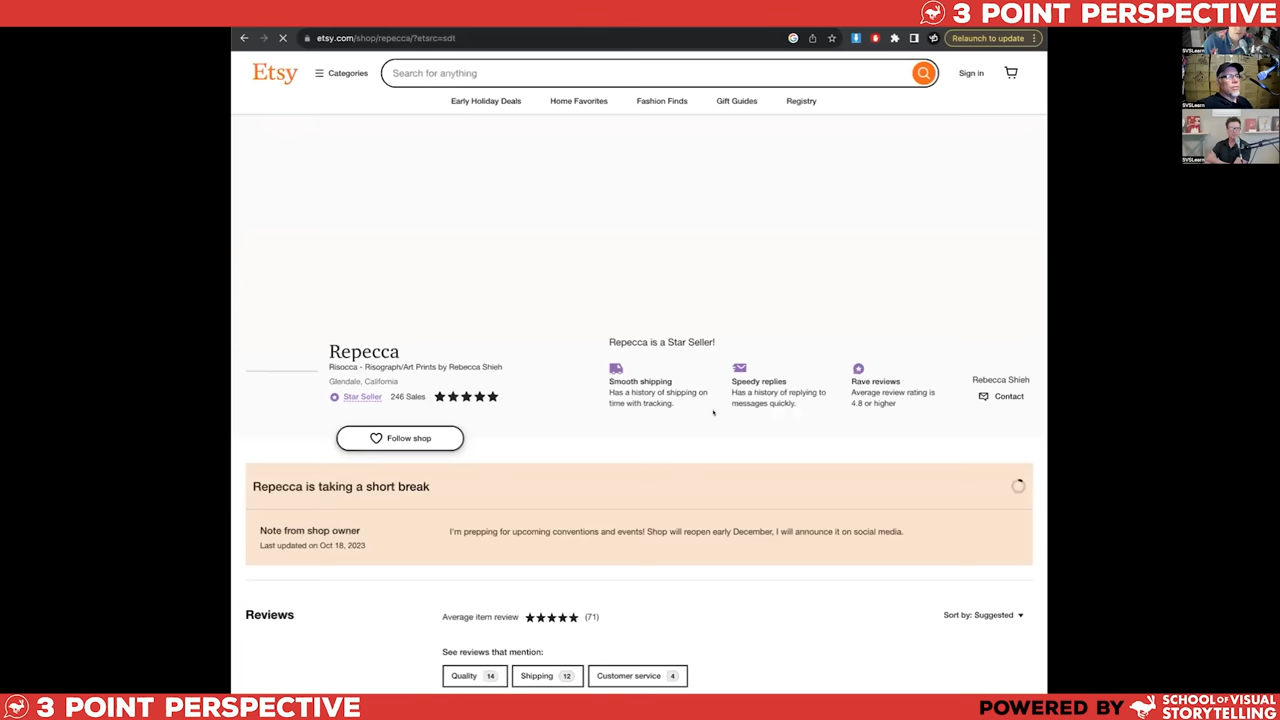 3 POINT PERSPECTIVE
etsy.com/shop/repecca/?etsrc=sdt
Relaunch to update
Etsy
Categories
Search for anything
Sign in
Early Holiday Deals
Home Favorites
Fashion Finds
Gift Guides
Registry
SVSLearn
SVSLearn
SVSLearn
Repecca
Risocca - Risograph/Art Prints by Rebecca Shieh
Glendale, California
Star Seller 246 Sales
Follow shop
Repecca is a Star Seller!
Smooth shipping
Has a history of shipping on
time with tracking.
Speedy replies
Has a history of replying to
messages quickly.
Rave reviews
Average review rating is
4.8 or higher
Rebecca Shieh
Contact
Repecca is taking a short break
Note from shop owner
Last updated on Oct 18, 2023
I'm prepping for upcoming conventions and events! Shop will reopen early December, I will announce it on social media.
Reviews
Average item review (71)
Sort by: Suggested
See reviews that mention:
Quality 14
Shipping 12
Customer service 4
3 POINT PERSPECTIVE
POWERED BY
SCHOOL OF VISUAL
STORYTELLING